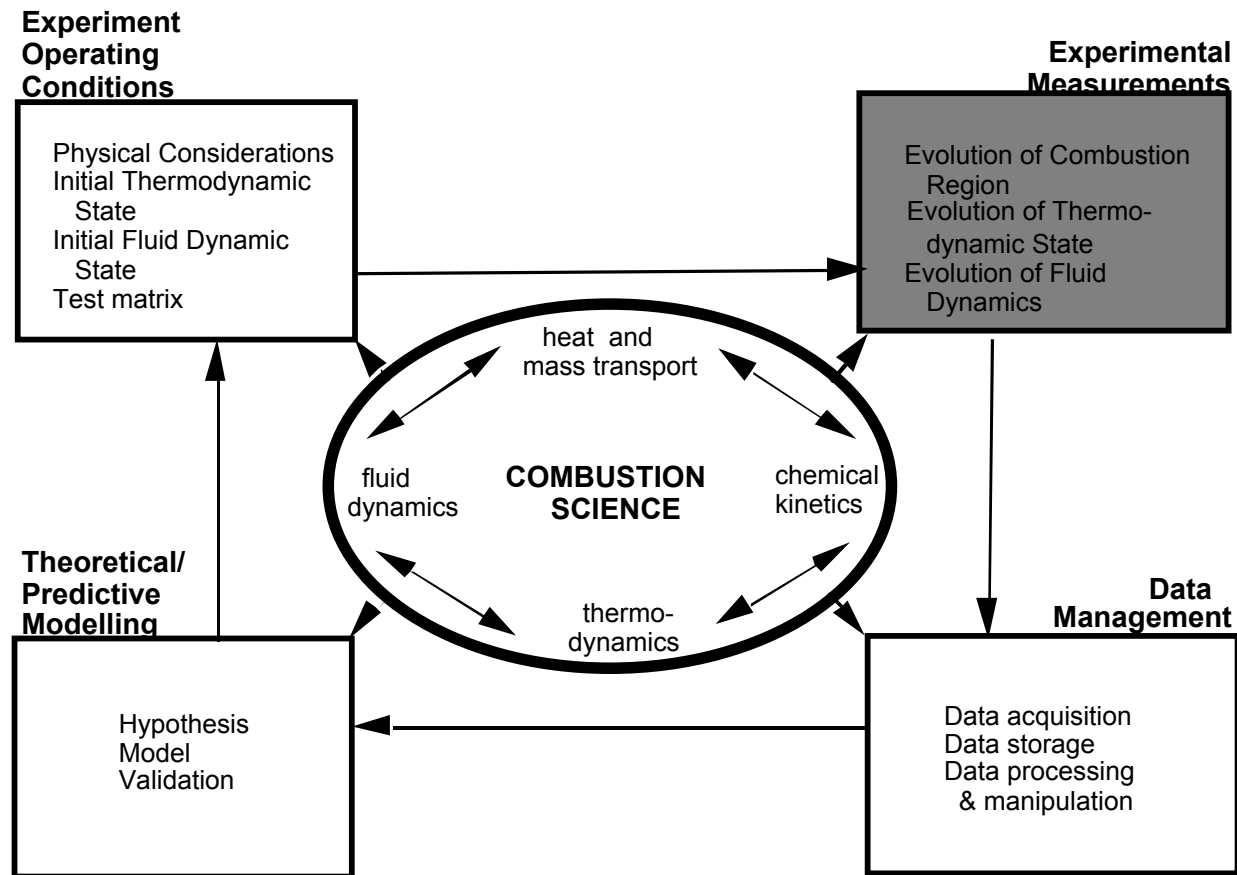 Experiment
Operating
Conditions
Physical Considerations
Initial Thermodynamic
State
Initial Fluid Dynamic
State
Test matrix
Experimental
Measurements
Evolution of Combustion
Region
Evolution of Thermo-
dynamic State
Evolution of Fluid
Dynamics
heat and
mass transport
fluid
dynamics
COMBUSTION
SCIENCE
chemical
kinetics
thermo-
dynamics
Theoretical/
Predictive
Modelling
Hypothesis
Model
Validation
Data
Management
Data acquisition
Data storage
Data processing
& manipulation